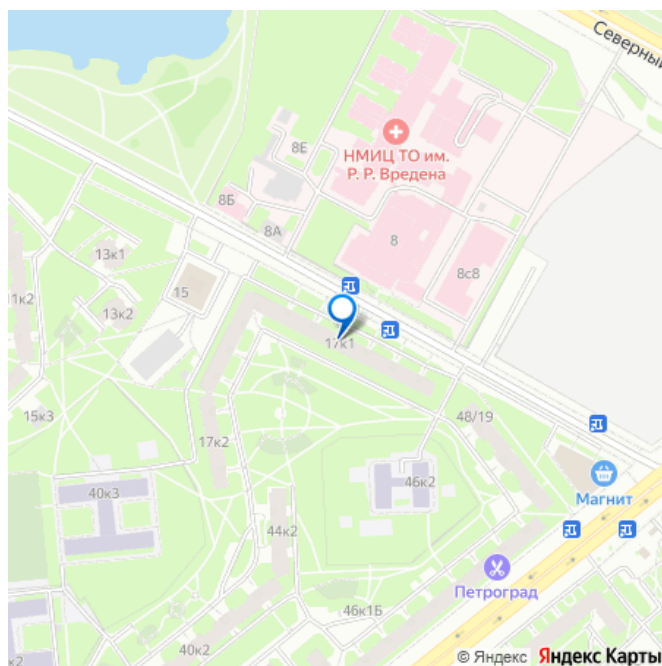 Северный
8Е
НМИЦ ТО им.
Р. Р. Вредена
8Б
8А
8
13к1
8с8
15
11к2
13к2
17к1
15к3
48/19
17к2
46к2
40к3
Магнит
44к2
Петроград
46к1Б
40к2
к2
© Яндекс Яндекс Карты